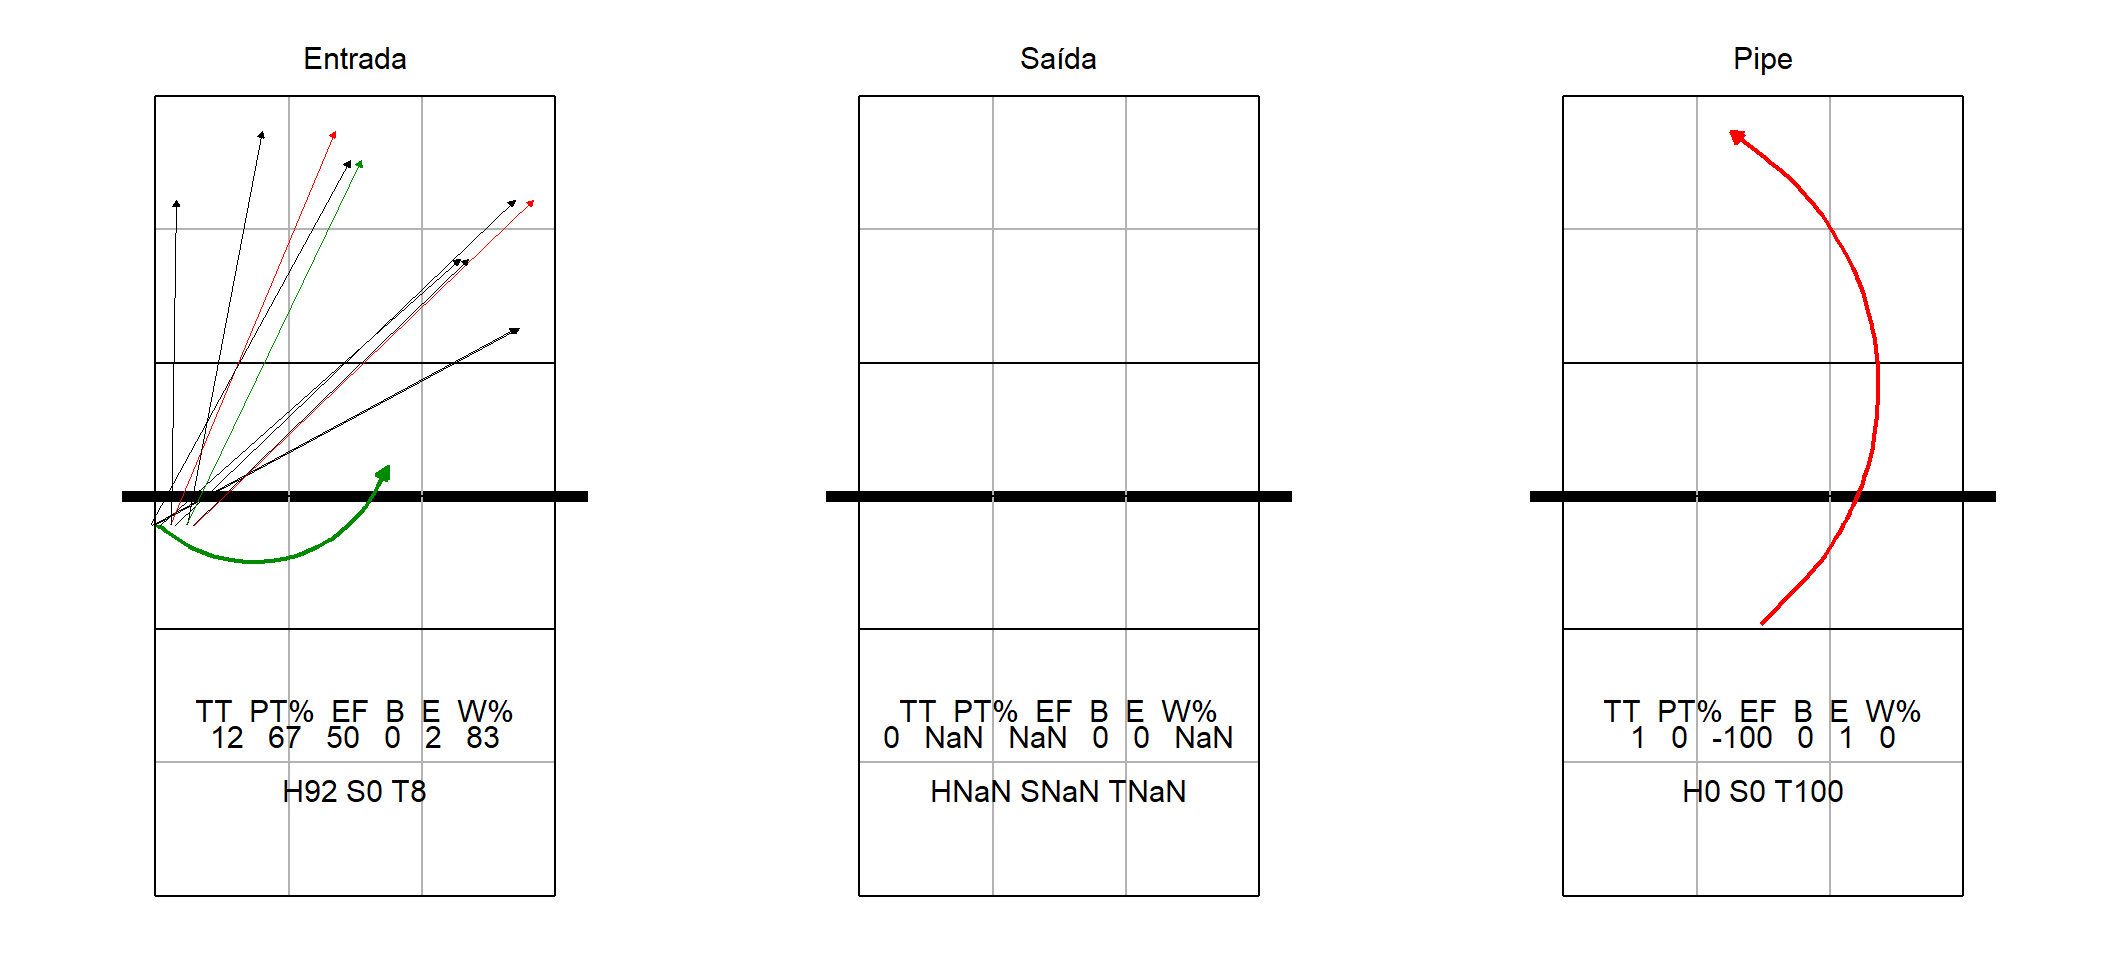 Entrada
TT PT% EF B E W%
12 67 50 0 2 83
H92 S0 T8
Saída
TT PT% EF B E W%
0 NaN NaN 0 0 NaN
HNaN SNaN TNaN
Pipe
TT PT% EF B E W%
1 0 -100 0 1 0
H0 S0 T100